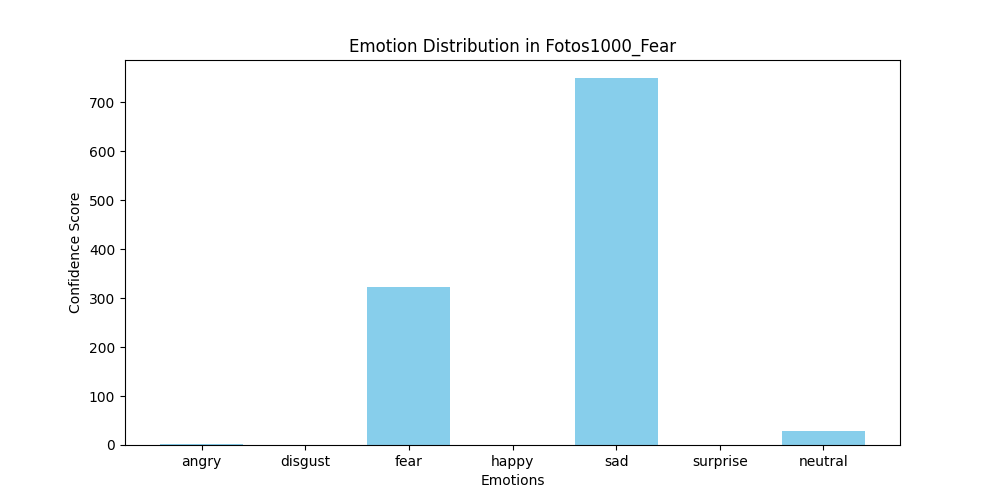 Emotion Distribution in Fotos1000_Fear
Confidence Score
700
600
500
400
300
200
100
0
angry disgust fear happy sad surprise neutral
Emotions